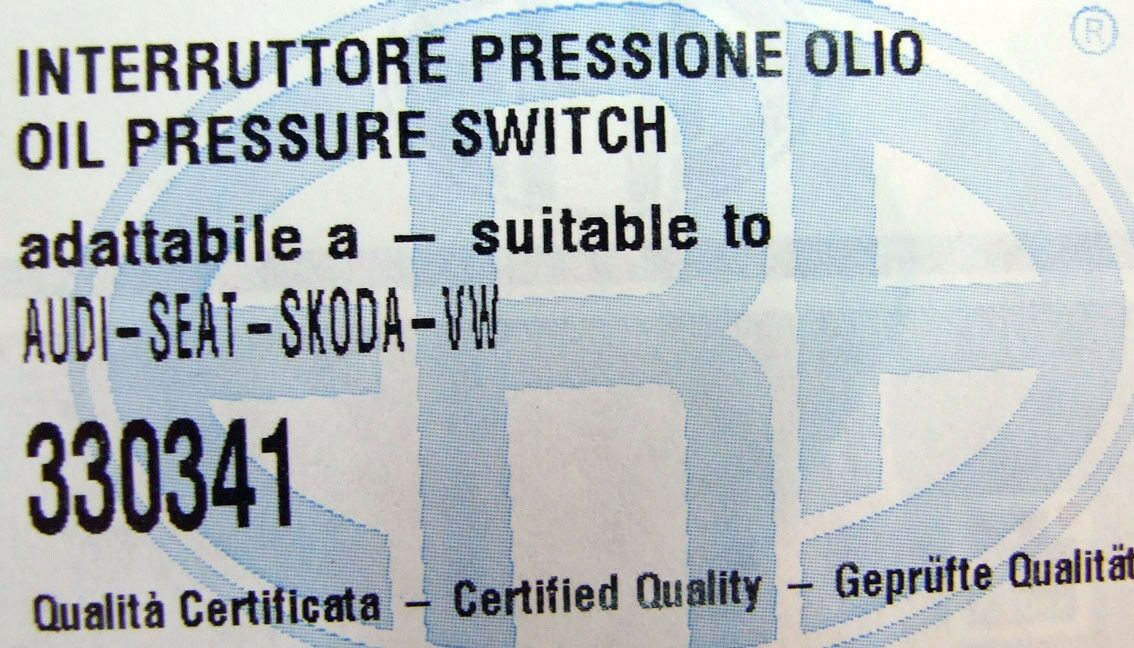 INTERRUTTORE PRESSIONE OLIO
OIL PRESSURE SWITCH
adattabile a – suitable to
AUDI-SEAT-SKODA-VW
330341
Qualità Certificata – Certified Quality – Geprüfte Qualität
ERA ®